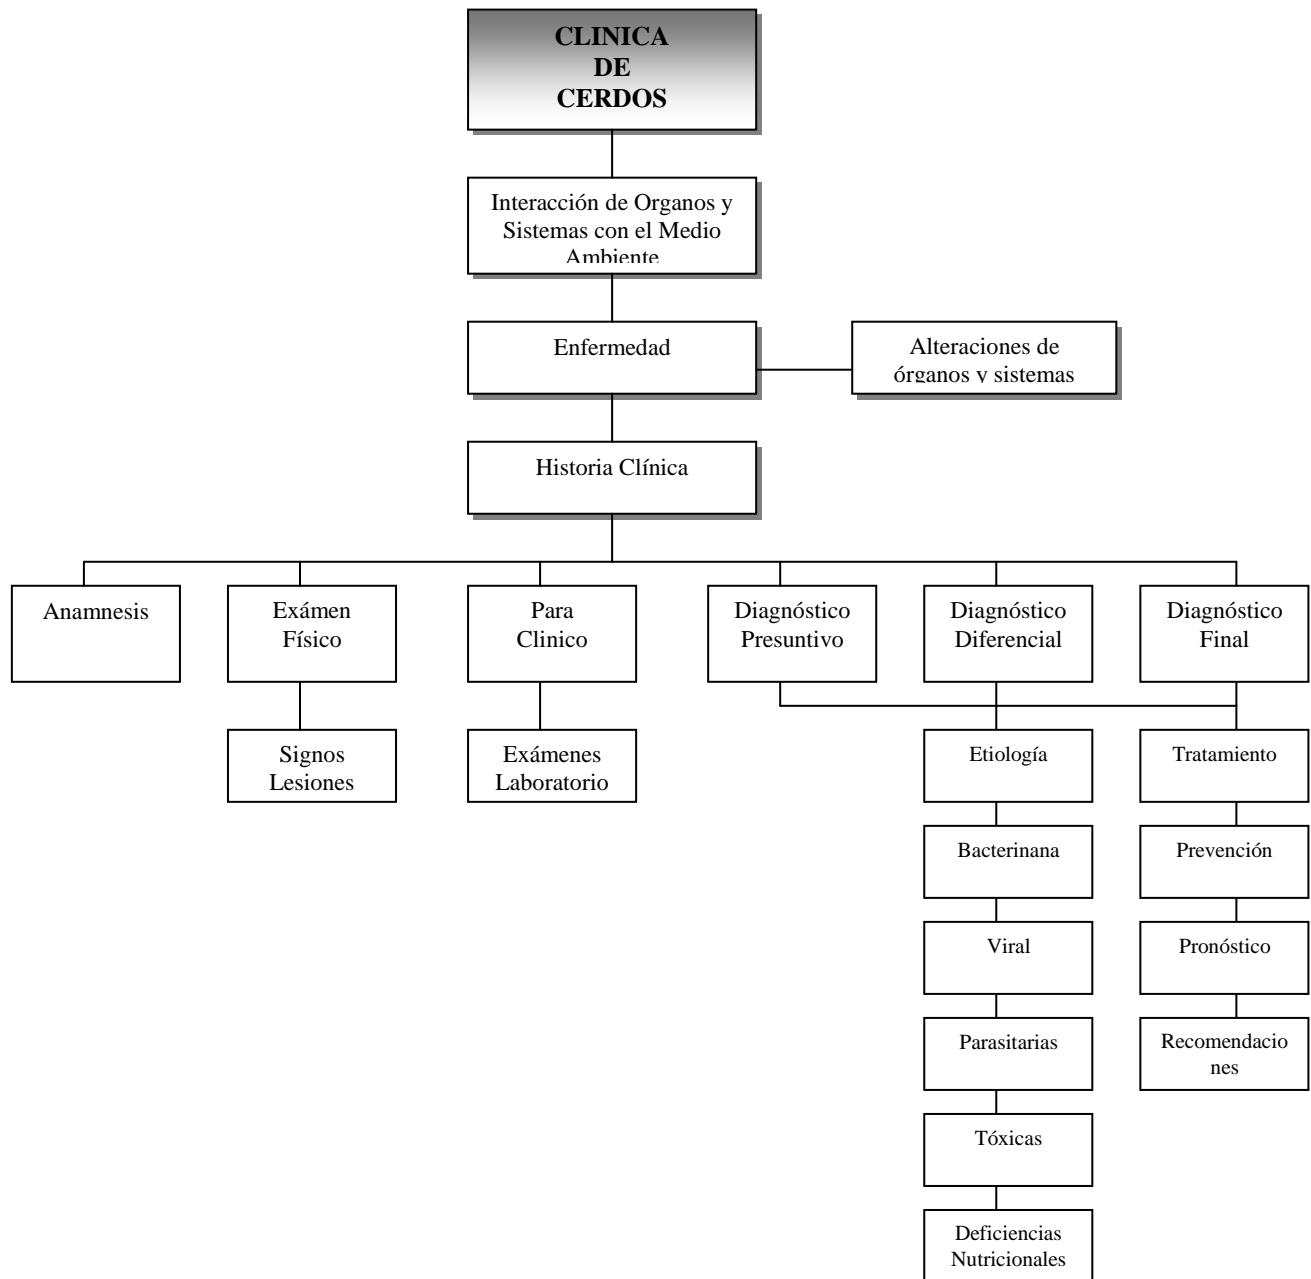 CLINICA
DE
CERDOS
Interacción de Organos y
Sistemas con el Medio
Ambiente
Enfermedad
Alteraciones de
órganos y sistemas
Historia Clínica
Anamnesis
Exámen
Físico
Para
Clinico
Diagnóstico
Presuntivo
Diagnóstico
Diferencial
Diagnóstico
Final
Signos
Lesiones
Exámenes
Laboratorio
Etiología
Tratamiento
Bacterinana
Prevención
Viral
Pronóstico
Parasitarias
Recomendacio
nes
Tóxicas
Deficiencias
Nutricionales